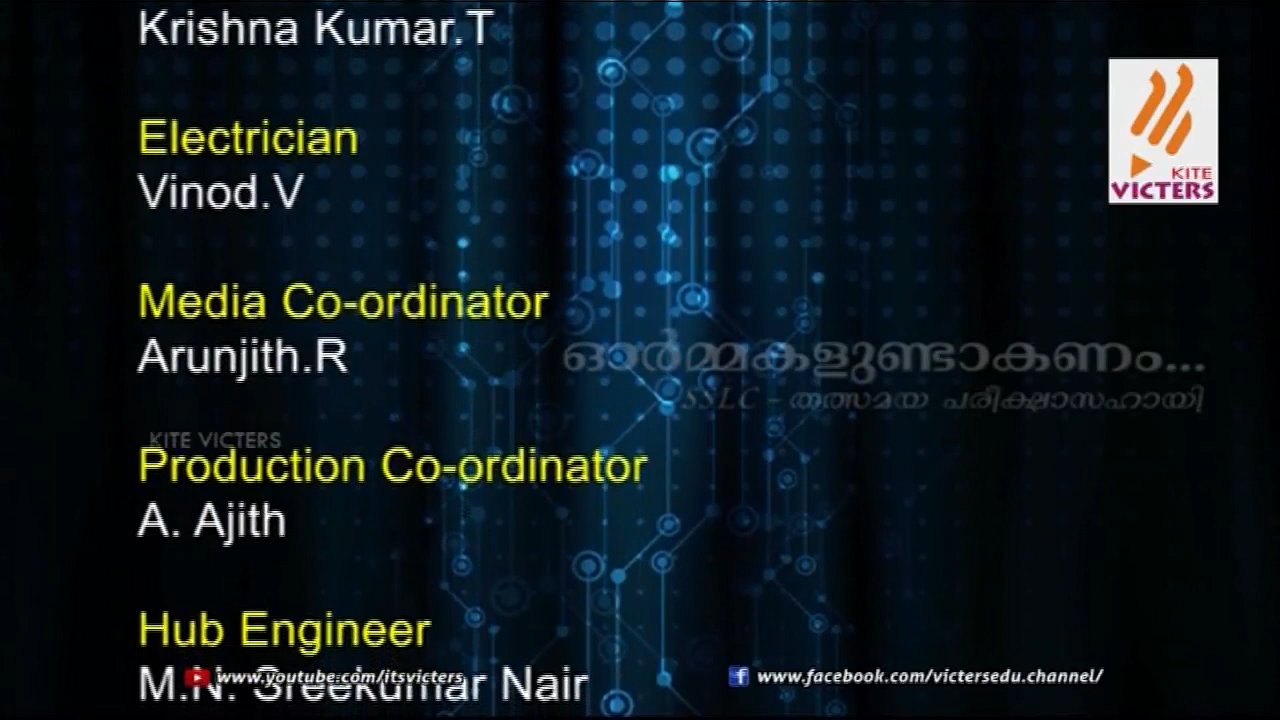 Krishna Kumar.T
Electrician
Vinod.V
Media Co-ordinator
Arunjith.R
Production Co-ordinator
A. Ajith
Hub Engineer
M.N. Sreekumar Nair
KITE
VICTERS
ഓർമ്മകളുണ്ടാകണം...
SSLC - തത്സമയ പരീക്ഷാസഹായി
KITE VICTERS
www.youtube.com/itsvicters
www.facebook.com/victersedu.channel/